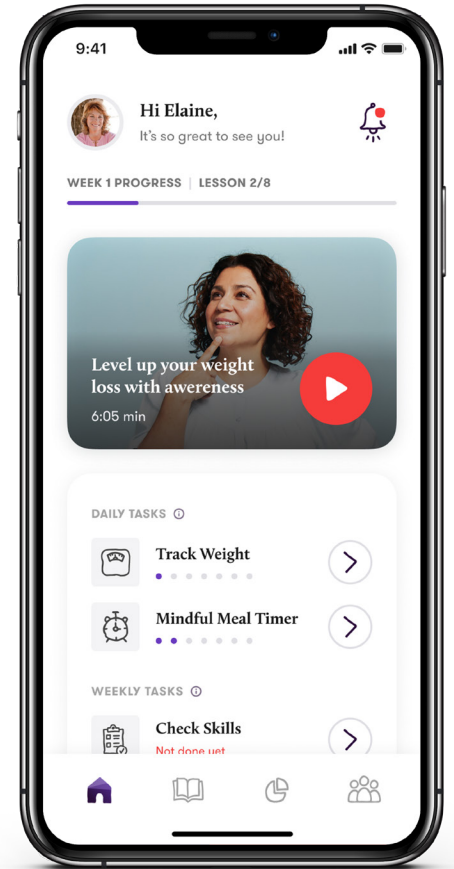 9:41
Hi Elaine,
It's so great to see you!
WEEK 1 PROGRESS | LESSON 2/8
Level up your weight
loss with awereness
6:05 min
DAILY TASKS
Track Weight
Mindful Meal Timer
WEEKLY TASKS
Check Skills
Not done yet